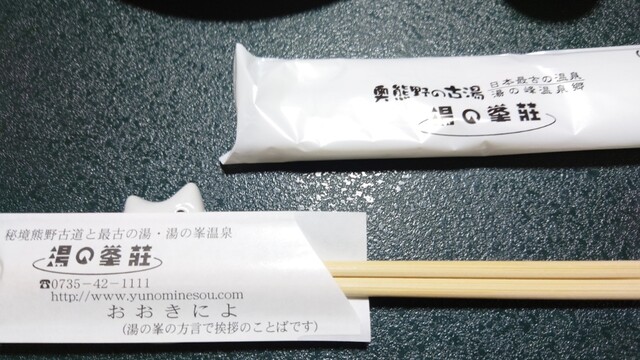 奥熊野の古湯
日本最古の温泉
湯の峰温泉郷
湯の峯荘
秘境熊野古道と最古の湯・湯の峯温泉
湯の峯荘
☎0735-42-1111
http://www.yunominesou.com
おおきによ
(湯の峯の方言で挨拶のことばです)